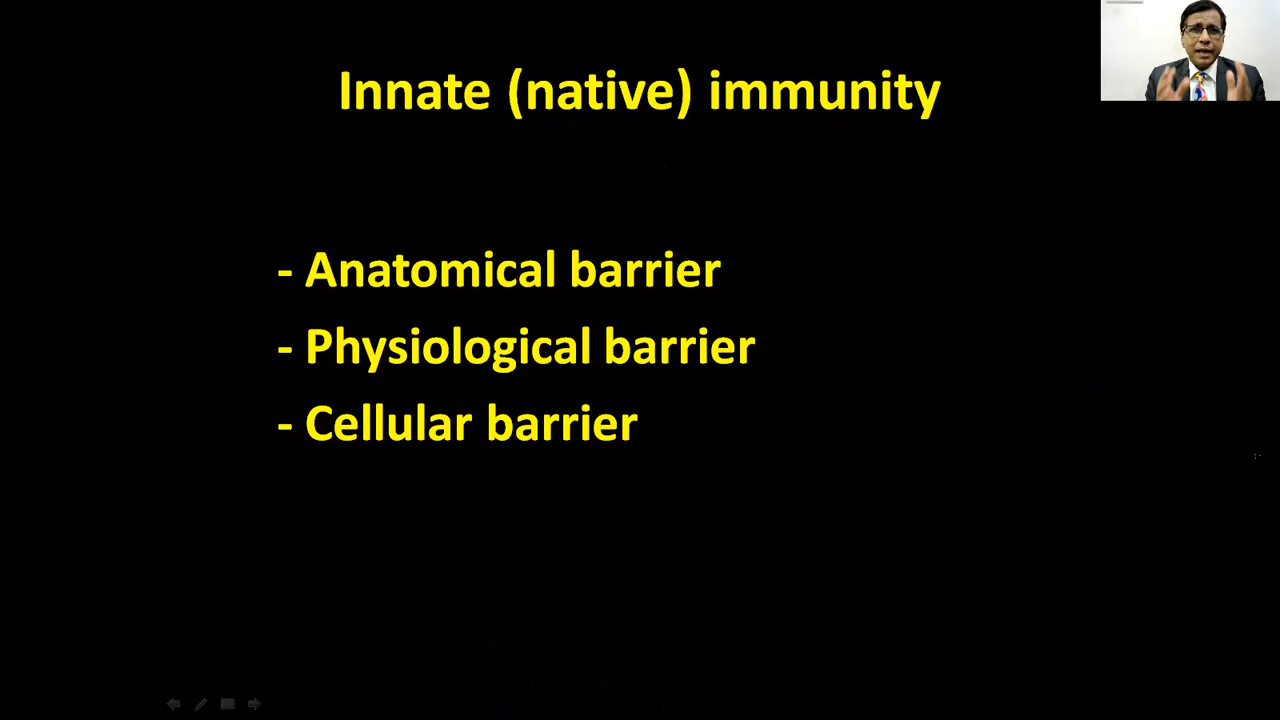 Innate (native) immunity
- Anatomical barrier
- Physiological barrier
- Cellular barrier